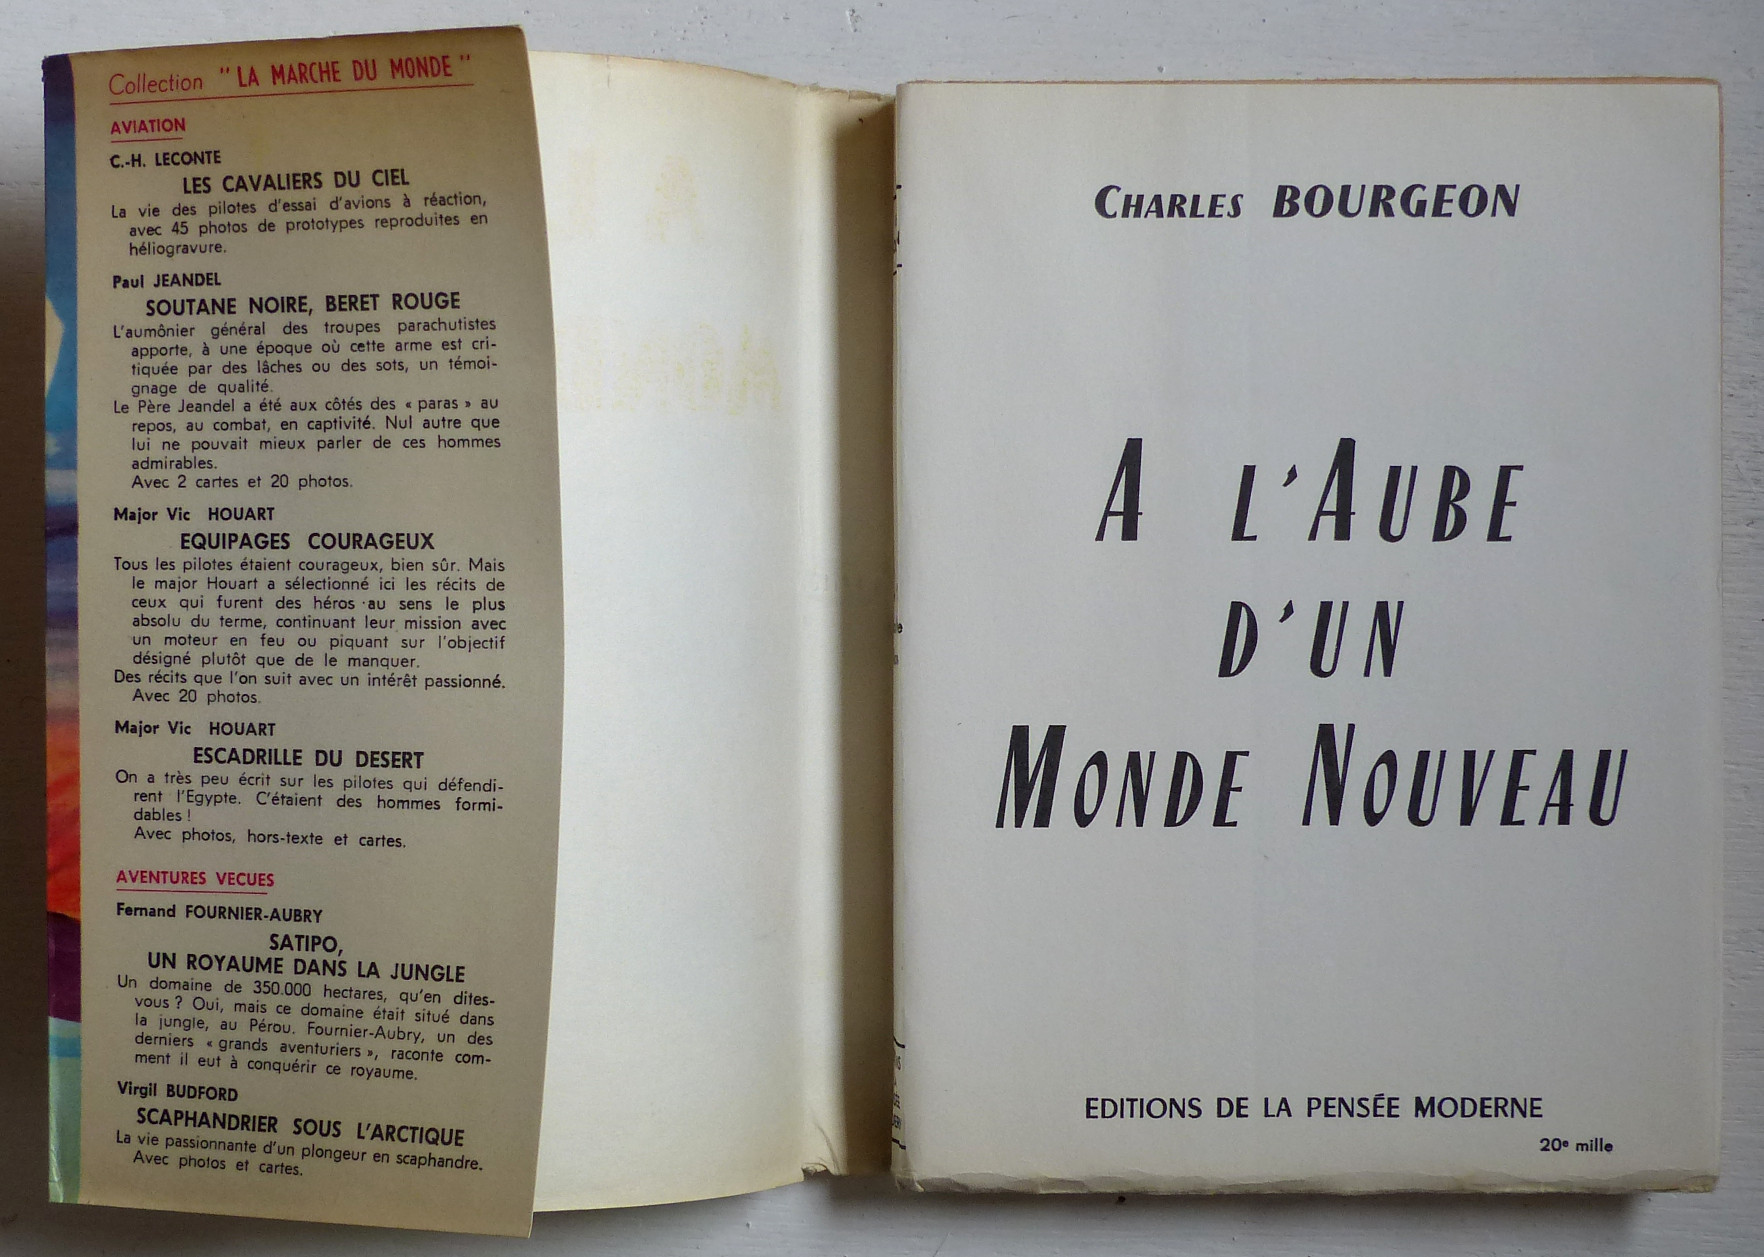 Collection " LA MARCHE DU MONDE "
AVIATION
C.-H. LECONTE
LES CAVALIERS DU CIEL
La vie des pilotes d'essai d'avions à réaction,
avec 45 photos de prototypes reproduites en
héliogravure.
Paul JEANDEL
SOUTANE NOIRE, BERET ROUGE
L'aumônier général des troupes parachutistes
apporte, à une époque où cette arme est cri-
tiquée par des lâches ou des sots, un témoi-
gnage de qualité.
Le Père Jeandel a été aux côtés des « paras » au
repos, au combat, en captivité. Nul autre que
lui ne pouvait mieux parler de ces hommes
admirables.
Avec 2 cartes et 20 photos.
Major Vic HOUART
EQUIPAGES COURAGEUX
Tous les pilotes étaient courageux, bien sûr. Mais
le major Houart a sélectionné ici les récits de
ceux qui furent des héros au sens le plus
absolu du terme, continuant leur mission avec
un moteur en feu ou piquant sur l'objectif
désigné plutôt que de le manquer.
Des récits que l'on suit avec un intérêt passionné.
Avec 20 photos.
Major Vic HOUART
ESCADRILLE DU DESERT
On a très peu écrit sur les pilotes qui défendi-
rent l'Egypte. C'étaient des hommes formi-
dables !
Avec photos, hors-texte et cartes.
AVENTURES VECUES
Fernand FOURNIER-AUBRY
SATIPO,
UN ROYAUME DANS LA JUNGLE
Un domaine de 350.000 hectares, qu'en dites-
vous ? Oui, mais ce domaine était situé dans
la jungle, au Pérou. Fournier-Aubry, un des
derniers « grands aventuriers », raconte com-
ment il eut à conquérir ce royaume.
Virgil BUDFORD
SCAPHANDRIER SOUS L'ARCTIQUE
La vie passionnante d'un plongeur en scaphandre.
Avec photos et cartes.
CHARLES BOURGEON
A L'AUBE
D'UN
MONDE NOUVEAU
EDITIONS DE LA PENSÉE MODERNE
20e mille